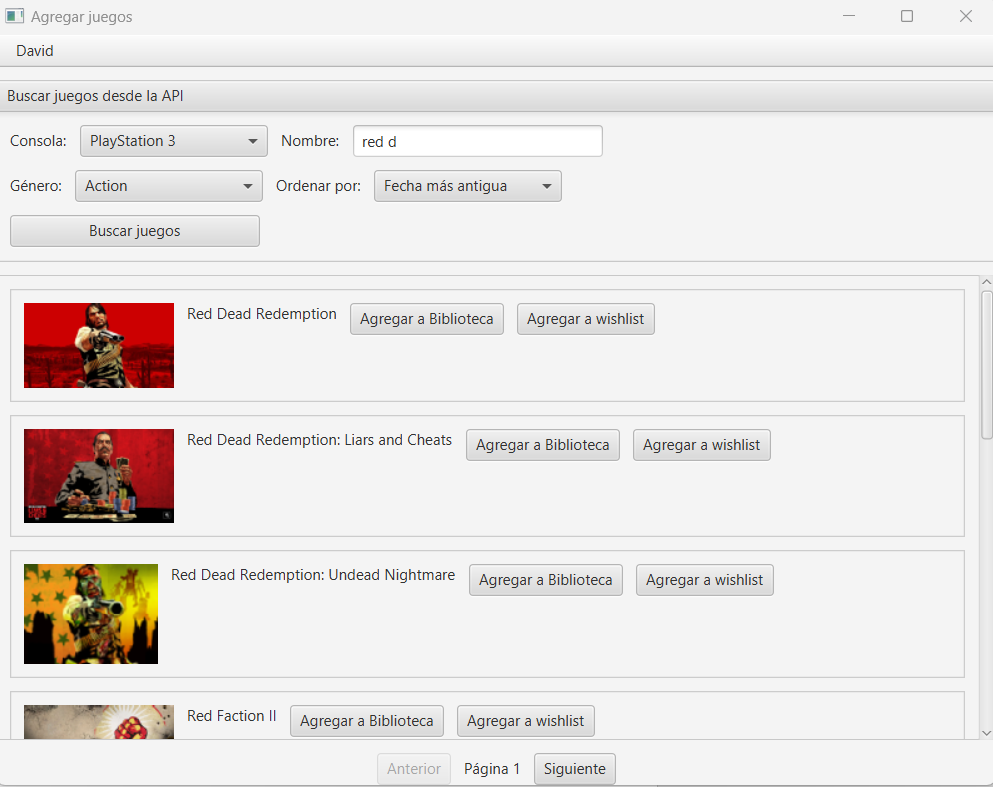 Agregar juegos
David
Buscar juegos desde la API
Consola: PlayStation 3 Nombre: red d
Género: Action Ordenar por: Fecha más antigua
Buscar juegos
Red Dead Redemption Agregar a Biblioteca Agregar a wishlist
Red Dead Redemption: Liars and Cheats Agregar a Biblioteca Agregar a wishlist
Red Dead Redemption: Undead Nightmare Agregar a Biblioteca Agregar a wishlist
Red Faction II Agregar a Biblioteca Agregar a wishlist
Anterior Página 1 Siguiente